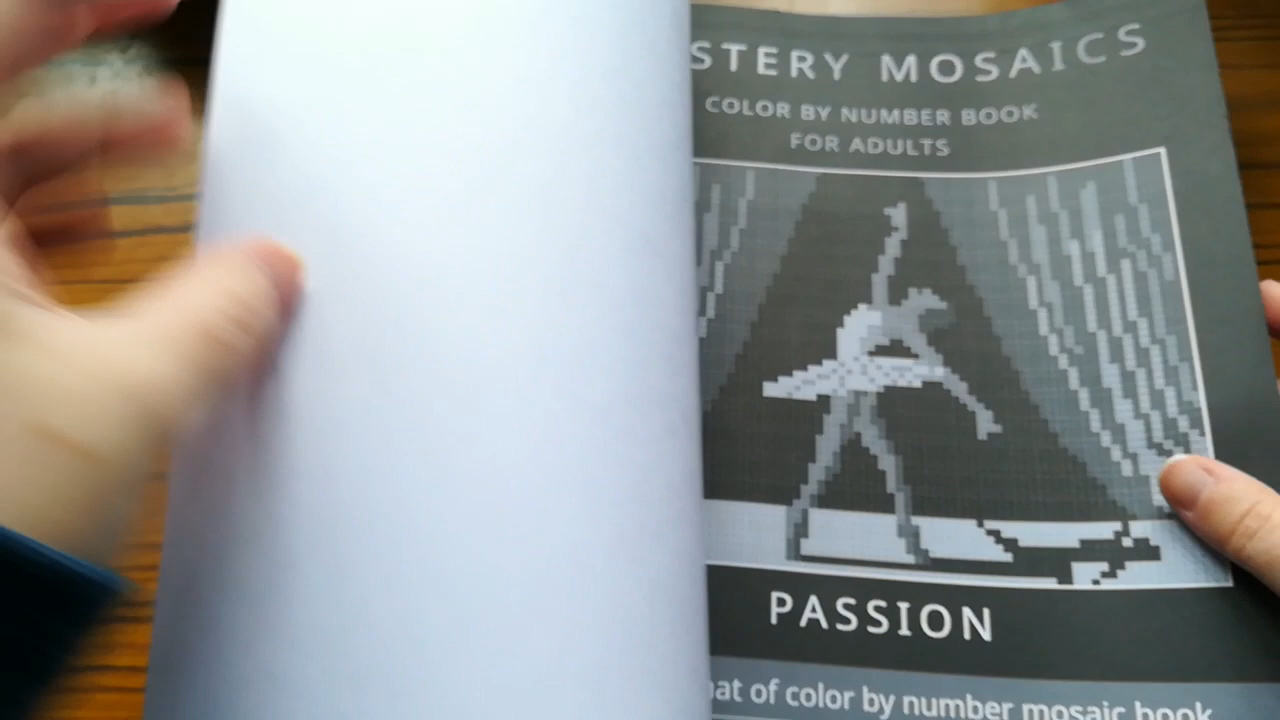 STERY MOSAICS
COLOR BY NUMBER BOOK
FOR ADULTS
PASSION
at of color by number mosaic book